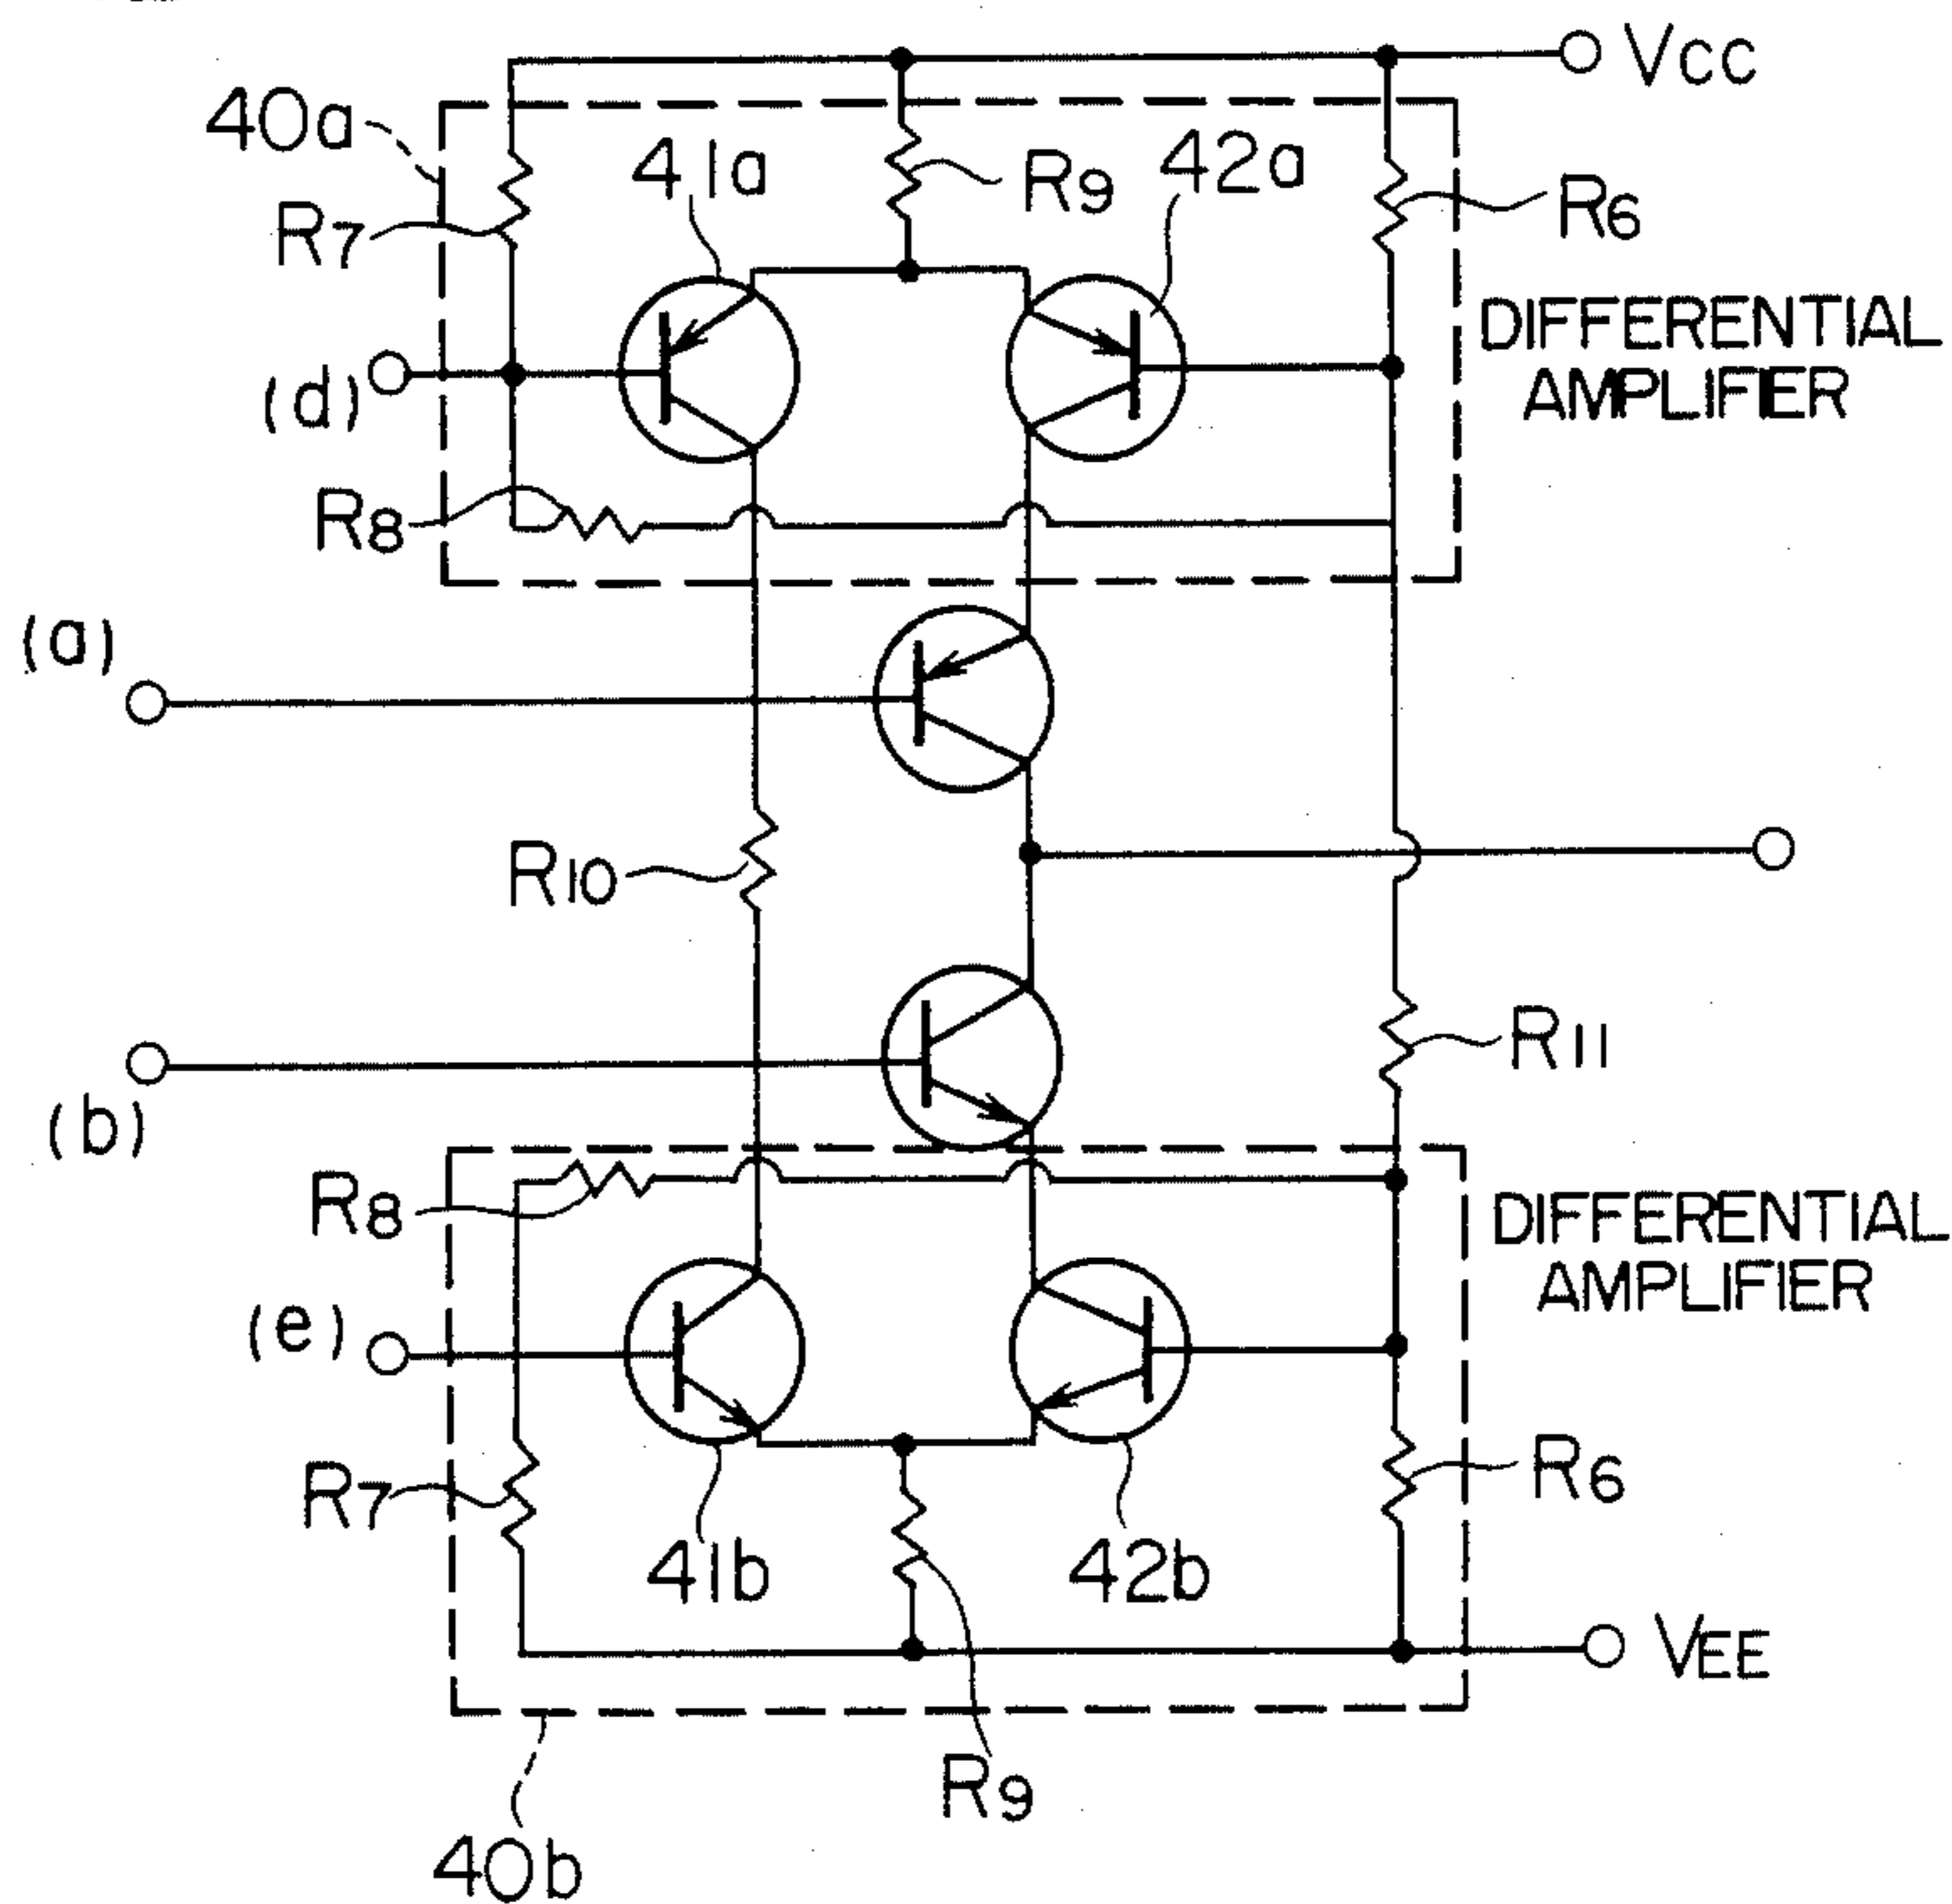 VCC
40a
41a
R9
42a
R7
R6
DIFFERENTIAL
AMPLIFIER
(d)
R8
(a)
R10
R11
(b)
R8
DIFFERENTIAL
AMPLIFIER
(e)
R7
R6
41b
42b
VEE
R9
40b